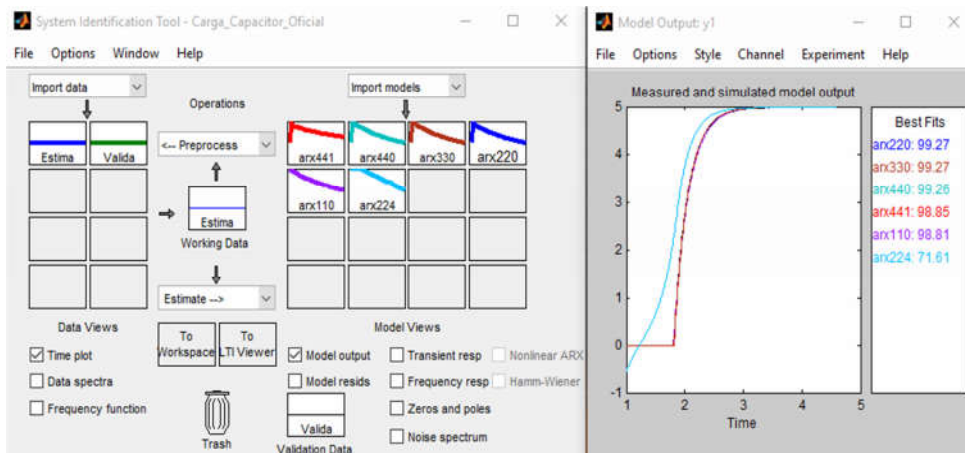 System Identification Tool - Carga_Capacitor_Oficial
File Options Window Help
Import data
Operations
Import models
Estima
Valida
<-- Preprocess
arx441
arx440
arx330
arx220
arx110
arx224
Estima
Working Data
Estimate -->
Data Views
To Workspace
To LTI Viewer
Model Views
Time plot
Data spectra
Frequency function
Model output
Model resids
Transient resp
Frequency resp
Zeros and poles
Noise spectrum
Nonlinear ARX
Hamm-Wiener
Trash
Valida
Validation Data
Model Output: y1
File Options Style Channel Experiment Help
Measured and simulated model output
5
4
3
2
1
0
-1
1 2 3 4 5
Time
Best Fits
arx220: 99.27
arx330: 99.27
arx440: 99.26
arx441: 98.85
arx110: 98.81
arx224: 71.61